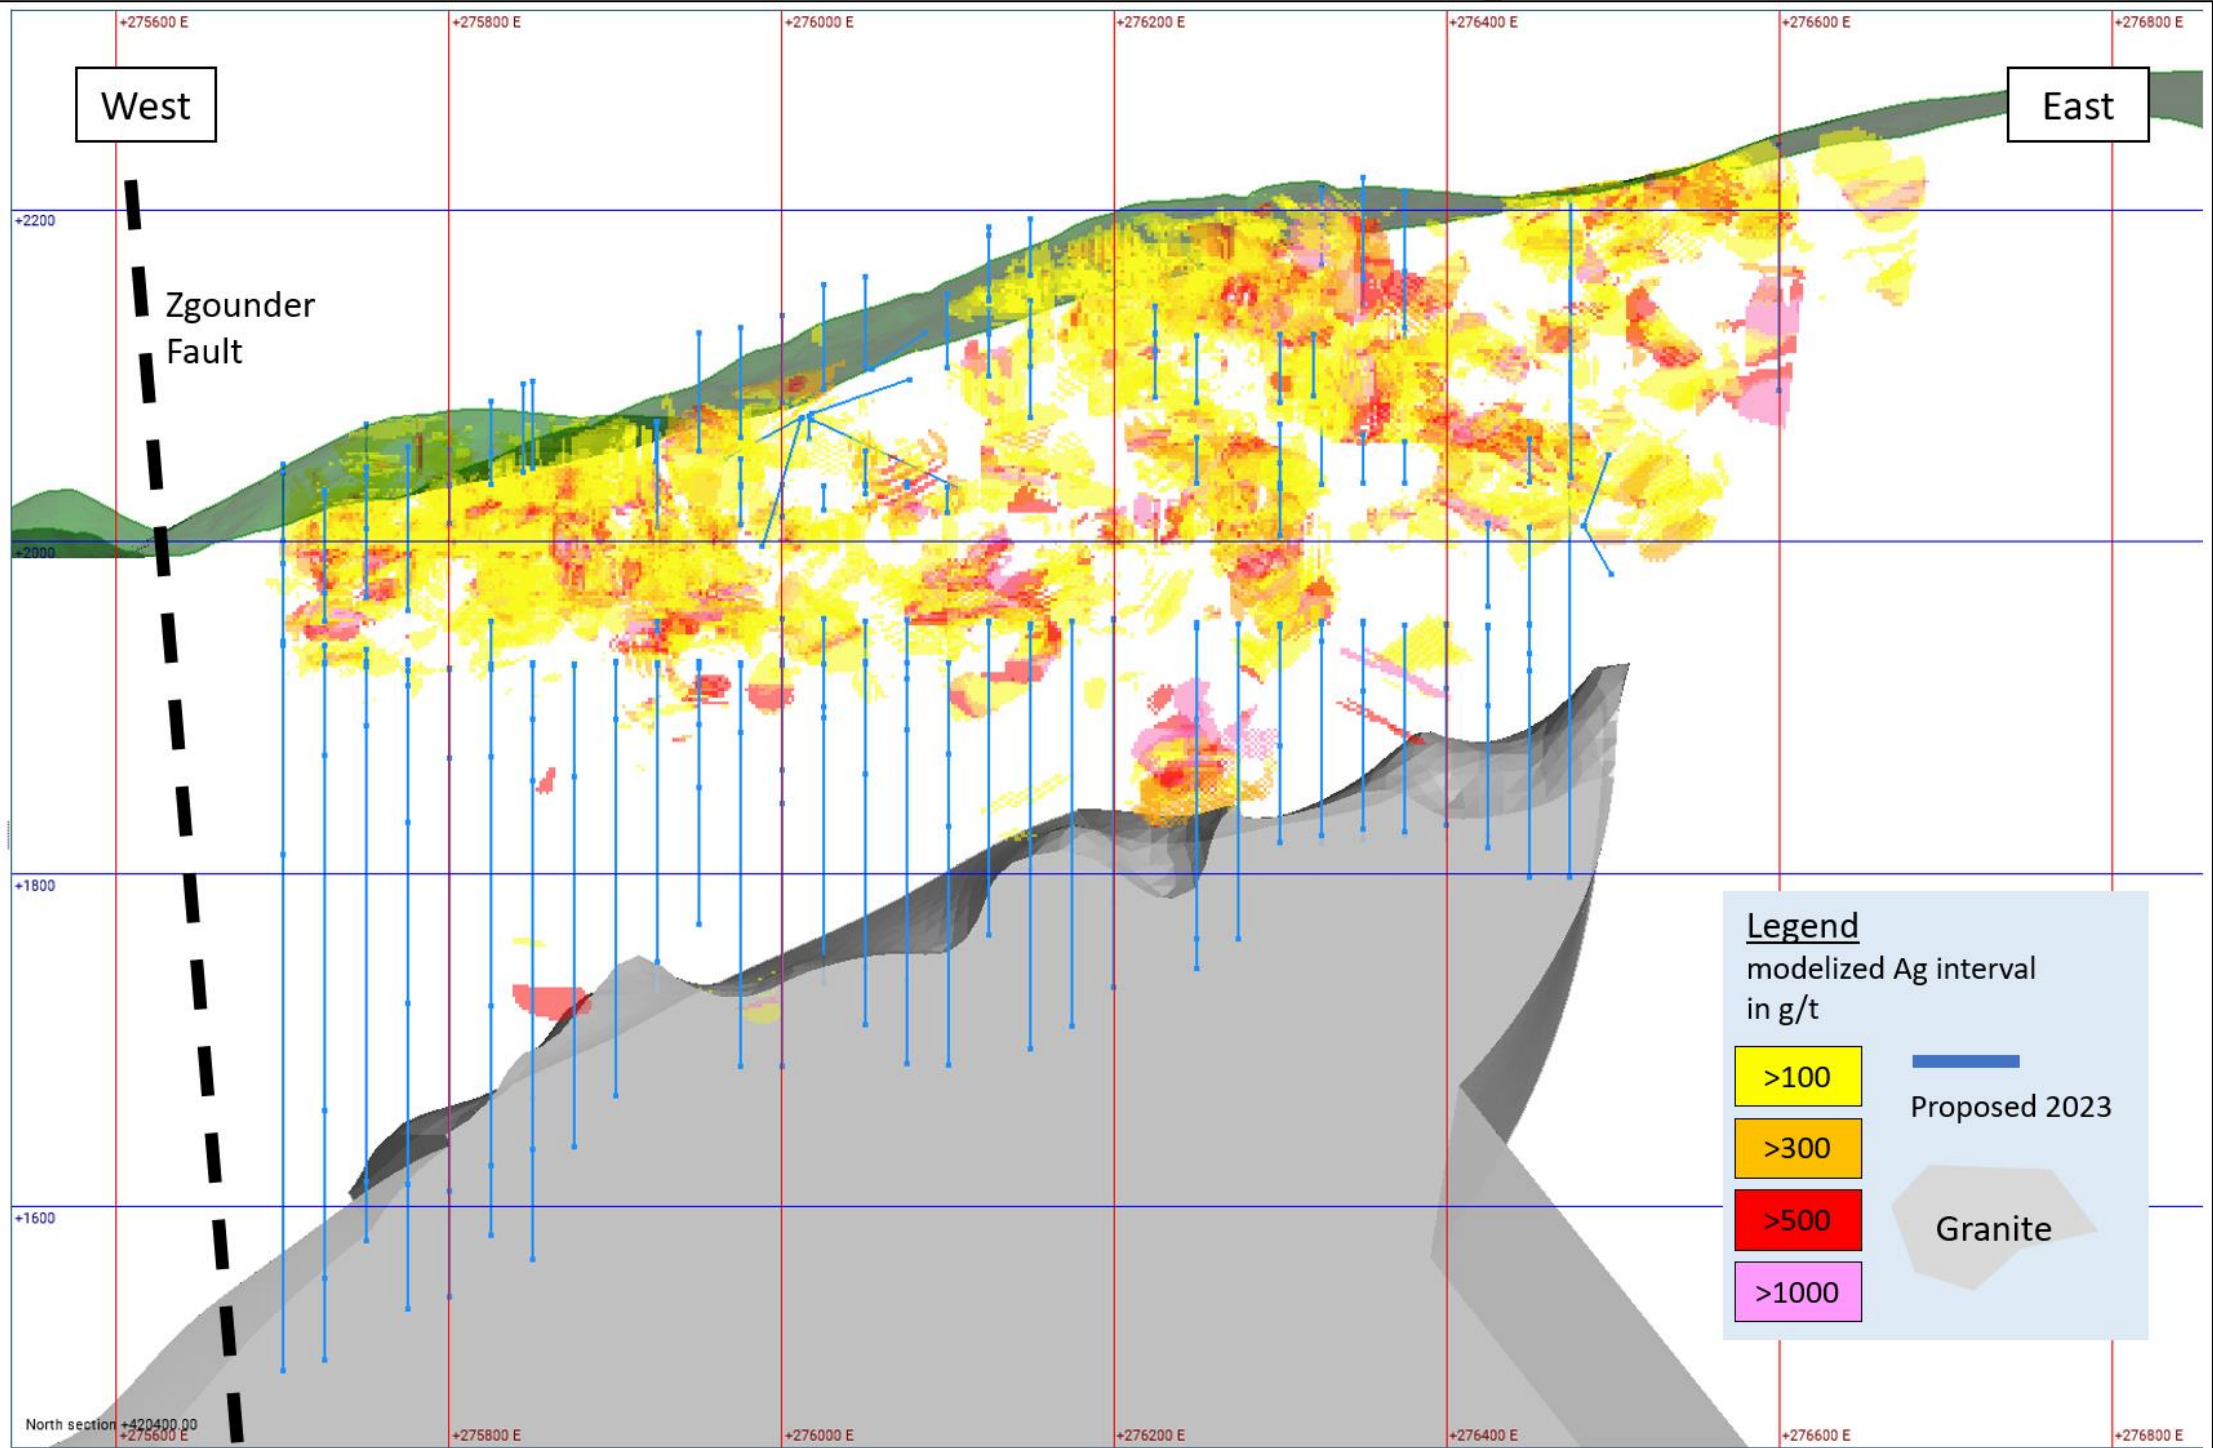 +275600 E
+275800 E
+276000 E
+276200 E
+276400 E
+276600 E
+276800 E
West
East
+2200
Zgounder
Fault
+2000
+1800
Legend
modelized Ag interval
in g/t
>100
Proposed 2023
>300
>500
Granite
>1000
+1600
North section +420400.00
+275600 E
+275800 E
+276000 E
+276200 E
+276400 E
+276600 E
+276800 E